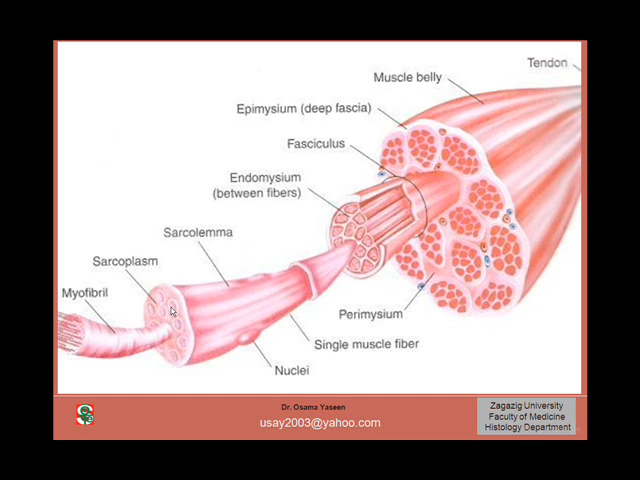 Tendon
Muscle belly
Epimysium (deep fascia)
Fasciculus
Endomysium
(between fibers)
Sarcolemma
Sarcoplasm
Myofibril
Perimysium
Single muscle fiber
Nuclei
Dr. Osama Yaseen
usay2003@yahoo.com
Zagazig University
Faculty of Medicine
Histology Department